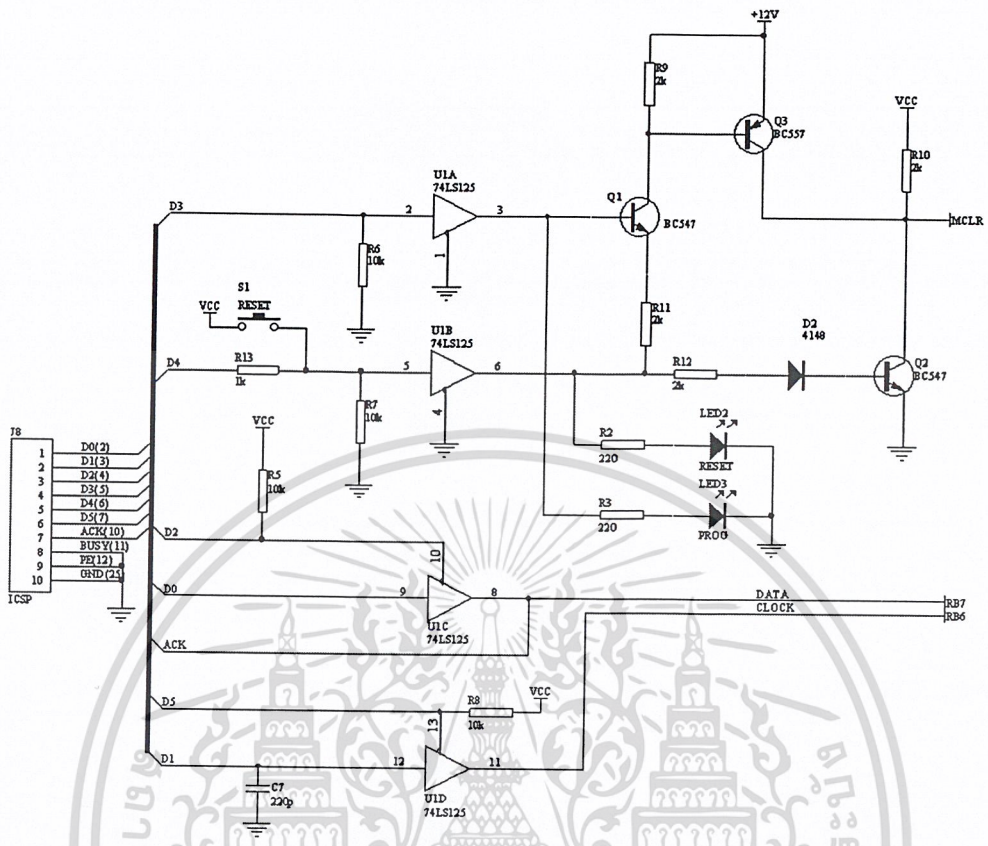 +12V
R9
2k
Q3
BC557
VCC
R10
2k
U1A
74LS125
D3
2
3
1
Q1
BC547
MCLR
R6
10k
S1
RESET
VCC
R11
2k
D2
4148
U1B
74LS125
D4
R13
1k
5
6
4
R12
2k
Q2
BC547
R7
10k
VCC
R5
10k
R2
220
LED2
RESET
R3
220
LED3
PROG
J8
1 D0(2)
2 D1(3)
3 D2(4)
4 D3(5)
5 D4(6)
6 D5(7)
7 ACK(10)
8 BUSY(11)
9 PE(12)
10 GND(25)
ICSP
D2
10
D0
9
8
U1C
74LS125
DATA
RB7
CLOCK
RB6
ACK
D5
R8
10k
VCC
13
D1
12
11
U1D
74LS125
C7
220p